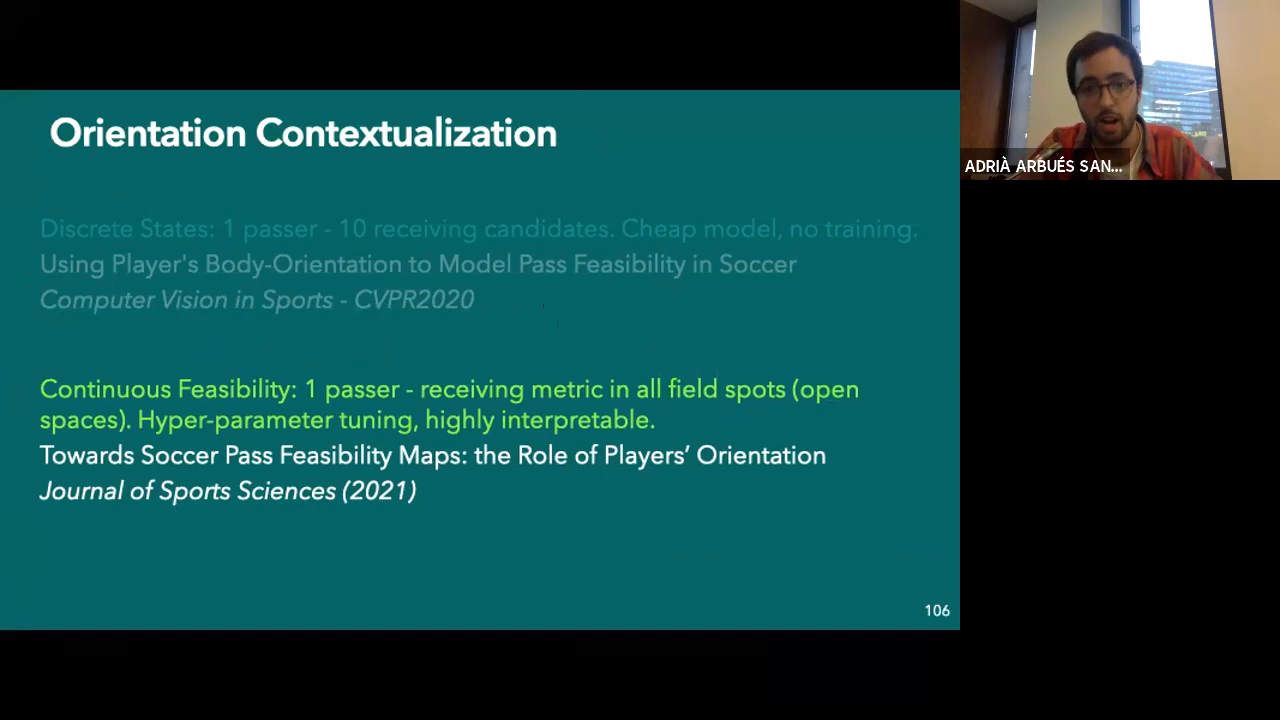 Orientation Contextualization
Discrete States: 1 passer - 10 receiving candidates. Cheap model, no training.
Using Player's Body-Orientation to Model Pass Feasibility in Soccer
Computer Vision in Sports - CVPR2020
Continuous Feasibility: 1 passer - receiving metric in all field spots (open
spaces). Hyper-parameter tuning, highly interpretable.
Towards Soccer Pass Feasibility Maps: the Role of Players’ Orientation
Journal of Sports Sciences (2021)
106
ADRIÀ ARBUÉS SAN...